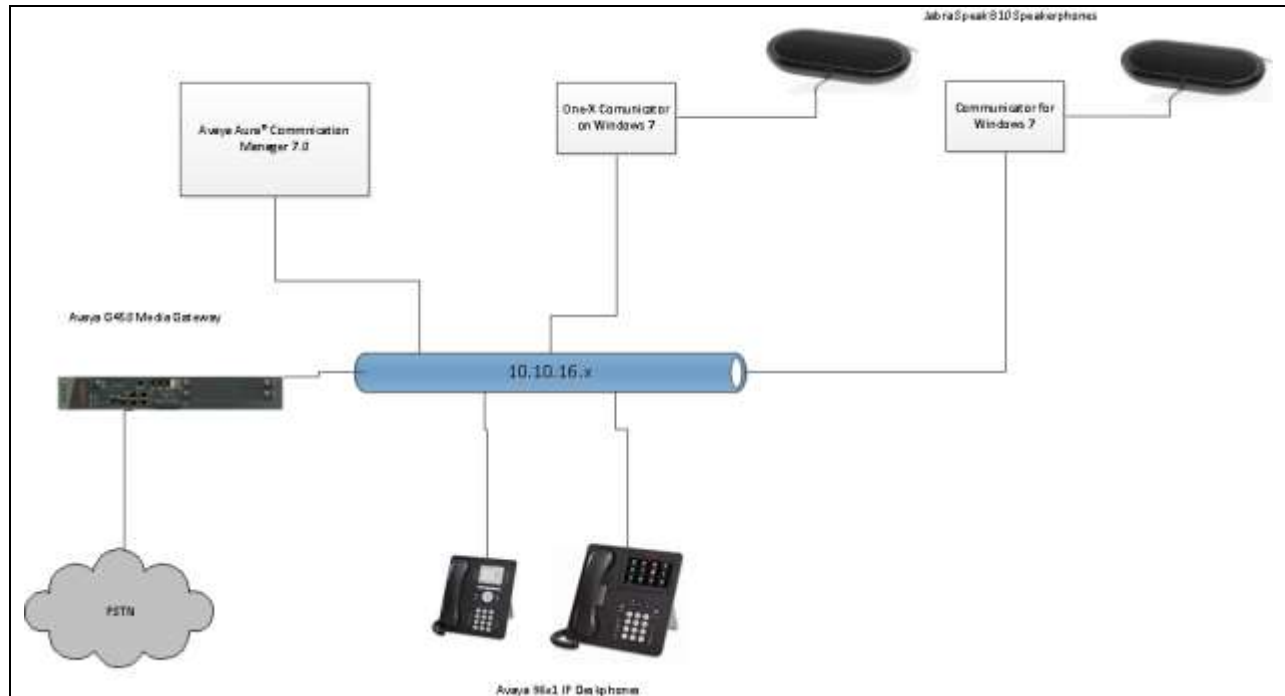 Jabra Speak 810 Speakerphones
Avaya Aura® Commnication
Manager 7.0
One-X Comunicator
on Windows 7
Communicator for
Windows 7
Avaya G450 Media Gateway
10.10.16.x
PSTN
Avaya 96x1 IP Deskphones